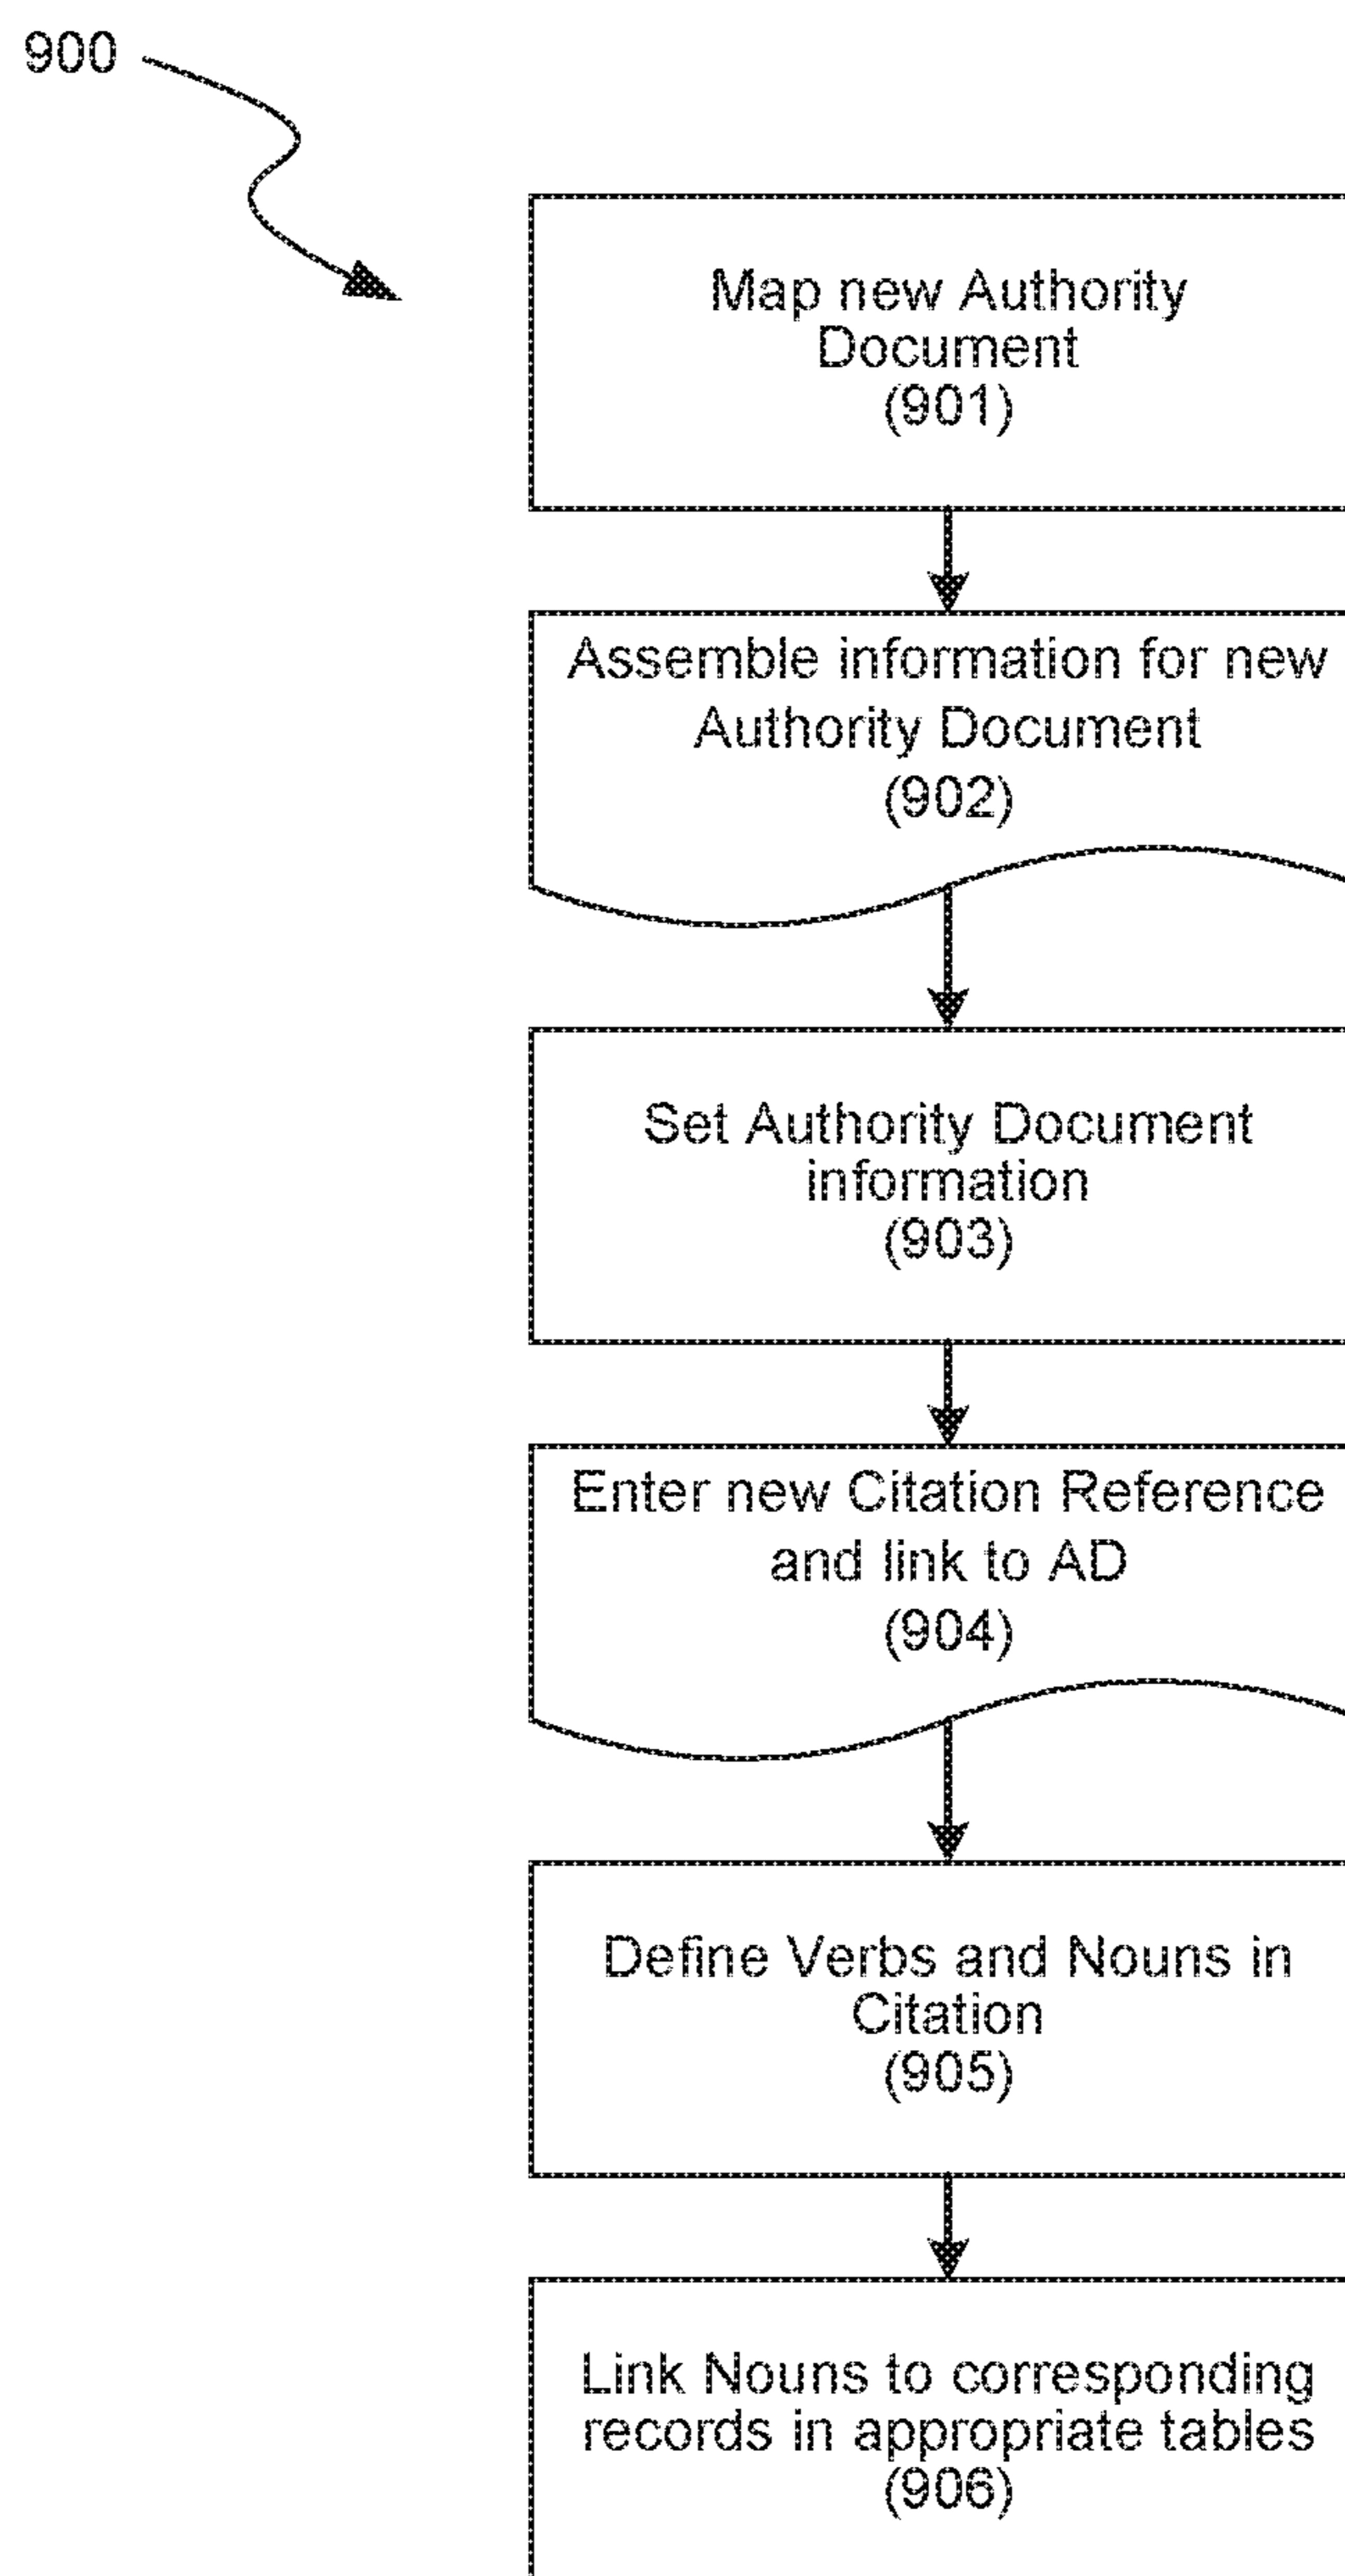 900
Map new Authority
Document
(901)
Assemble information for new
Authority Document
(902)
Set Authority Document
information
(903)
Enter new Citation Reference
and link to AD
(904)
Define Verbs and Nouns in
Citation
(905)
Link Nouns to corresponding
records in appropriate tables
(906)